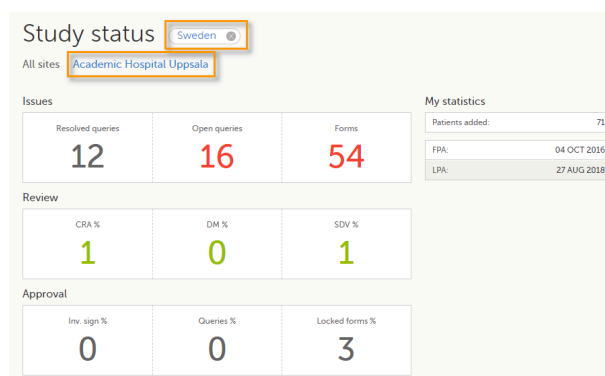 Study status Sweden
All sites Academic Hospital Uppsala
Issues
Resolved queries Open queries Forms
12 16 54
My statistics
Patients added: 71
FPA: 04 OCT 2016
LPA: 27 AUG 2018
Review
CRA % DM % SDV %
1 0 1
Approval
Inv. sign % Queries % Locked forms %
0 0 3